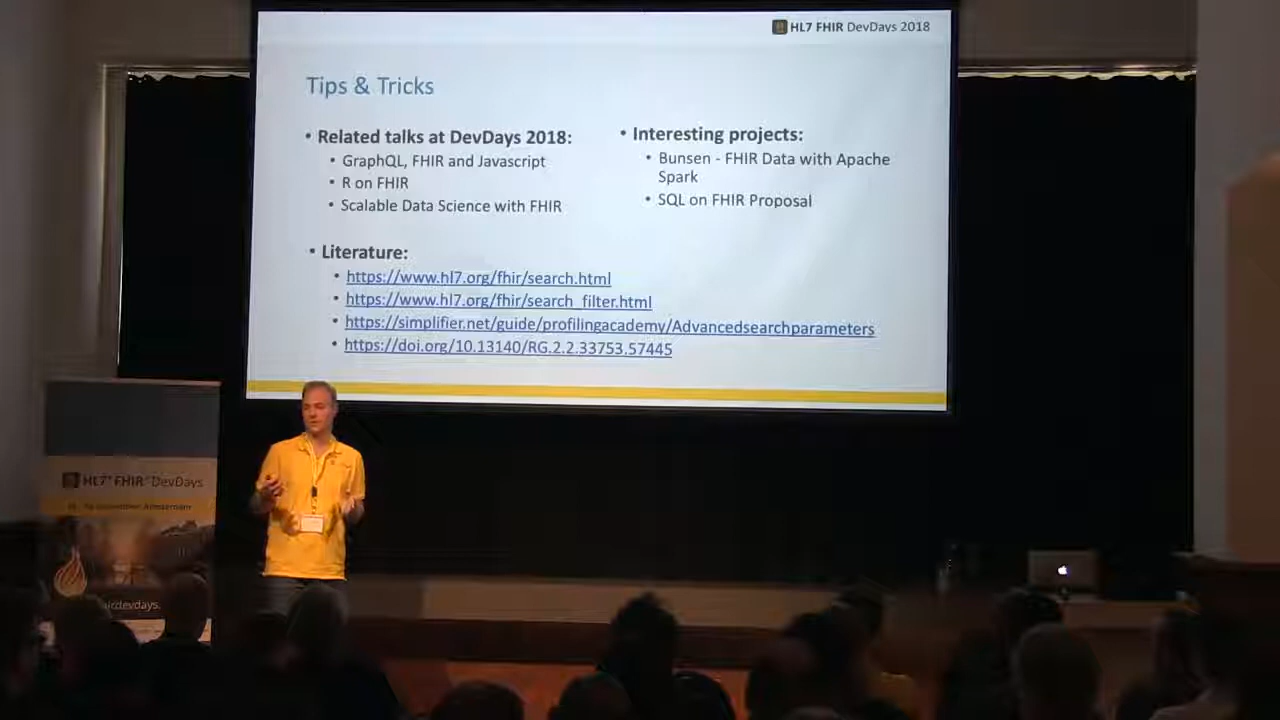 HL7 FHIR DevDays 2018
Tips & Tricks
• Related talks at DevDays 2018:
• GraphQL, FHIR and Javascript
• R on FHIR
• Scalable Data Science with FHIR
• Interesting projects:
• Bunsen - FHIR Data with Apache
Spark
• SQL on FHIR Proposal
• Literature:
• https://www.hl7.org/fhir/search.html
• https://www.hl7.org/fhir/search_filter.html
• https://simplifier.net/guide/profilingacademy/Advancedsearchparameters
• https://doi.org/10.13140/RG.2.2.33753.57445
HL7® FHIR® DevDays
Amsterdam